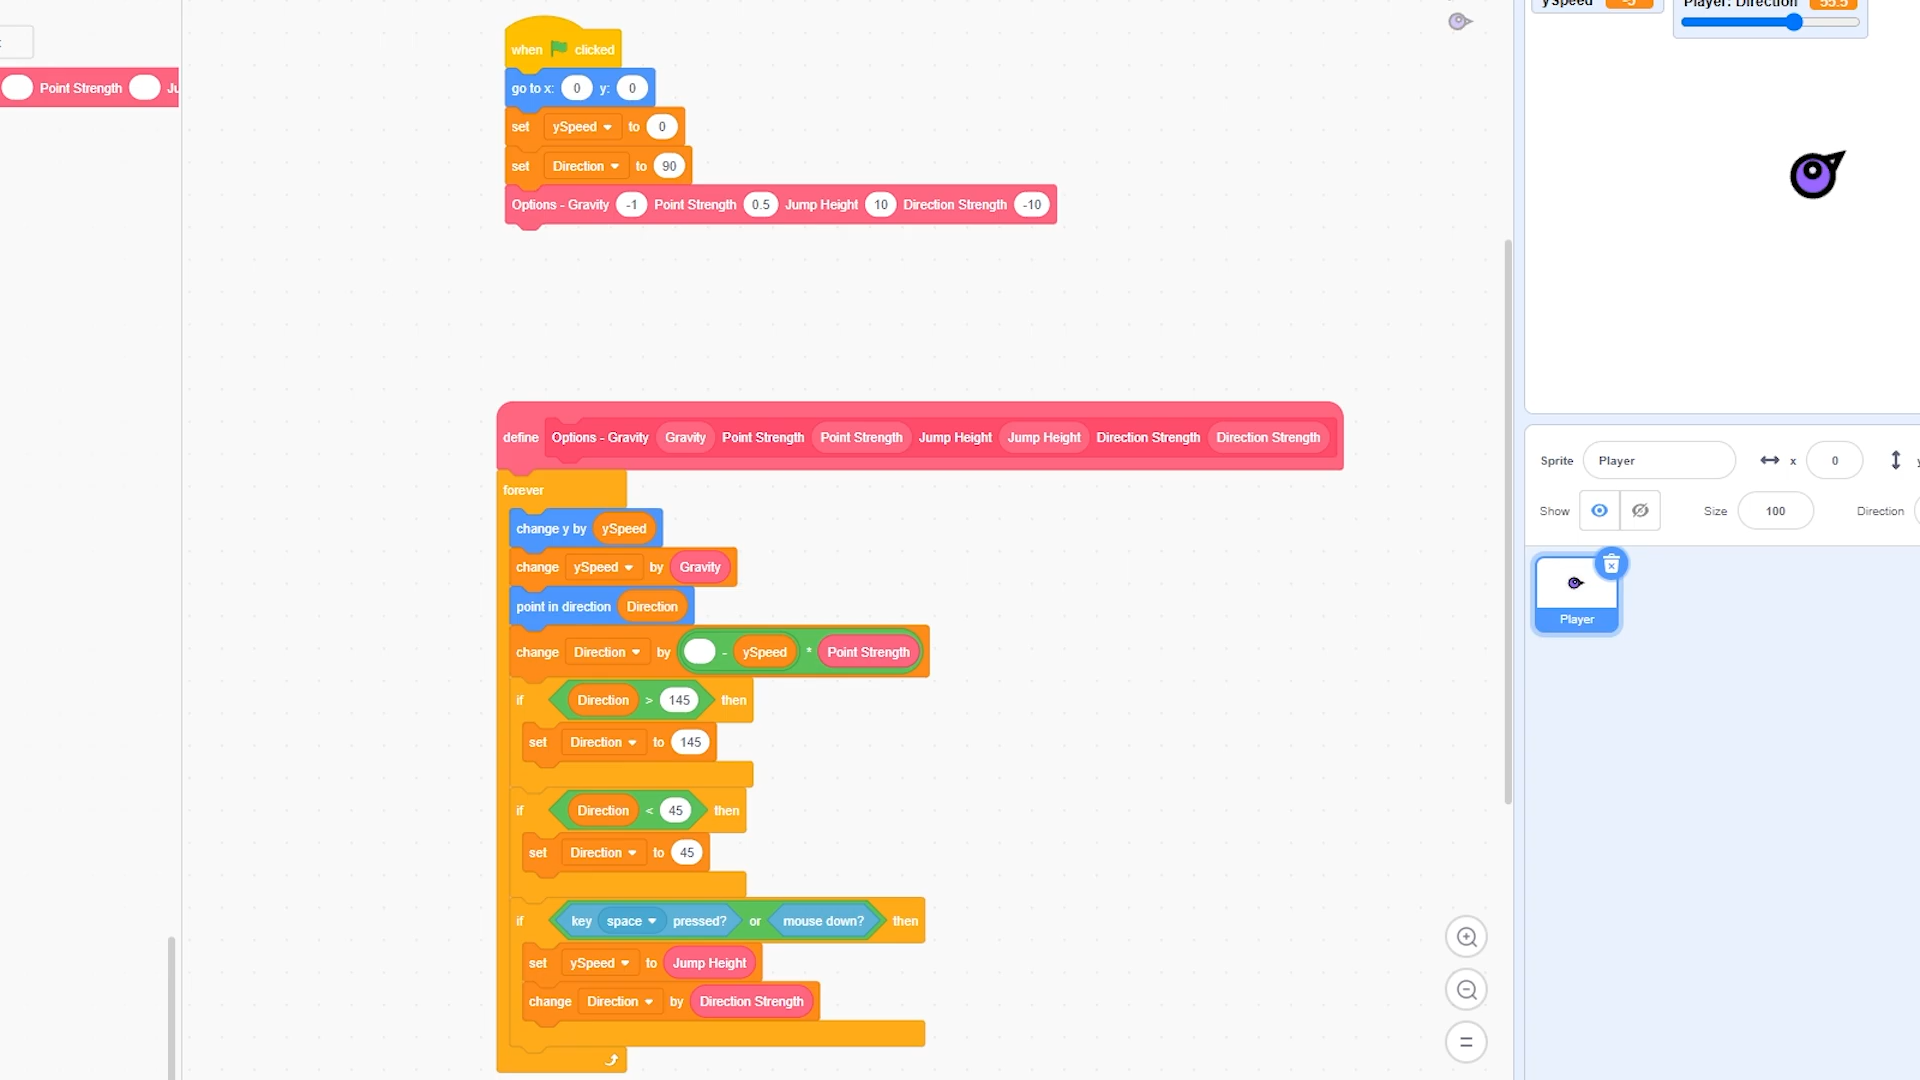 ySpeed -5 Player: Direction 55.5
when clicked
Point Strength
go to x: 0 y: 0
set ySpeed to 0
set Direction to 90
Options - Gravity -1 Point Strength 0.5 Jump Height 10 Direction Strength -10
define Options - Gravity Gravity Point Strength Point Strength Jump Height Jump Height Direction Strength Direction Strength
forever
change y by ySpeed
change ySpeed by Gravity
point in direction Direction
change Direction by - ySpeed * Point Strength
if Direction > 145 then
set Direction to 145
if Direction < 45 then
set Direction to 45
if key space pressed? or mouse down? then
set ySpeed to Jump Height
change Direction by Direction Strength
Sprite Player x 0
Show Size 100 Direction
Player